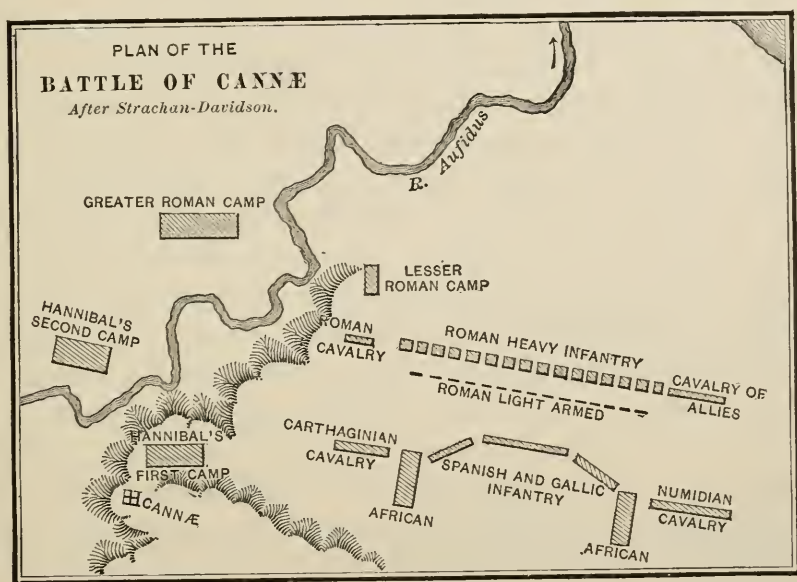 PLAN OF THE
BATTLE OF CANNÆ
After Strachan-Davidson.
R. Aufidus
GREATER ROMAN CAMP
LESSER
ROMAN CAMP
HANNIBAL'S
SECOND CAMP
ROMAN
CAVALRY
ROMAN HEAVY INFANTRY
CAVALRY OF
ALLIES
ROMAN LIGHT ARMED
HANNIBAL'S
FIRST CAMP
CARTHAGINIAN
CAVALRY
SPANISH AND GALLIC
INFANTRY
NUMIDIAN
CAVALRY
CANNÆ
AFRICAN
AFRICAN